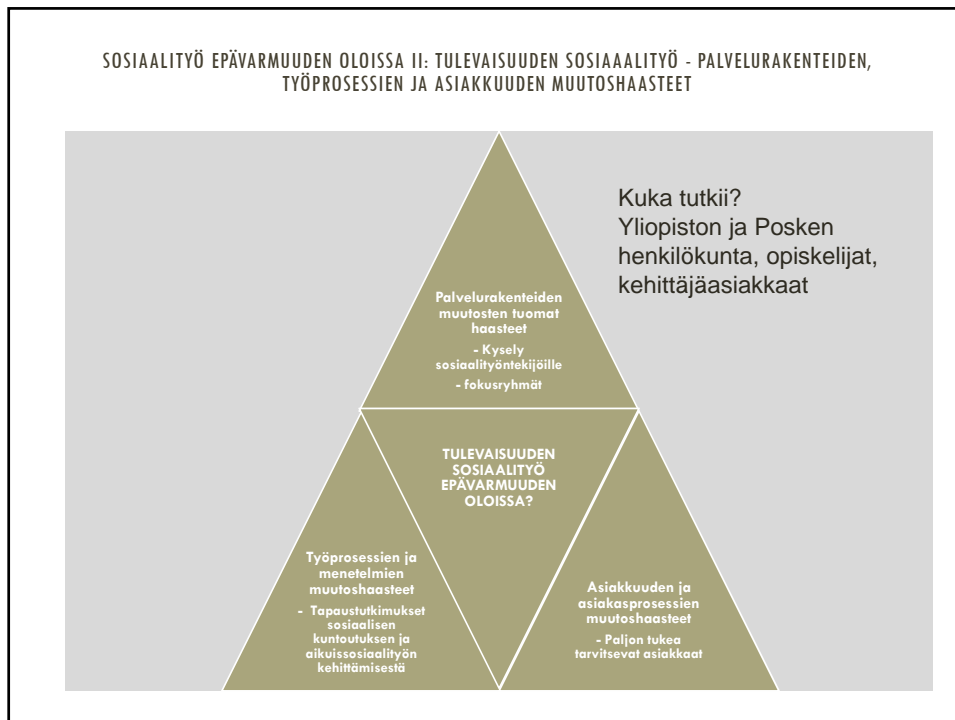 SOSIAALITYÖ EPÄVARMUUDEN OLOISSA II: TULEVAISUUDEN SOSIAAALITYÖ - PALVELURAKENTEIDEN,
TYÖPROSESSIEN JA ASIAKKUUDEN MUUTOSHAASTEET
Kuka tutkii?
Yliopiston ja Posken
henkilökunta, opiskelijat,
kehittäjäasiakkaat
Palvelurakenteiden
muutosten tuomat
haasteet
- Kysely
sosiaalityöntekijöille
- fokusryhmät
TULEVAISUUDEN
SOSIAALITYÖ
EPÄVARMUUDEN
OLOISSA?
Työprosessien ja
menetelmien
muutoshaasteet
- Tapaustutkimukset
sosiaalisen
kuntoutuksen ja
aikuissosiaalityön
kehittämisestä
Asiakkuuden ja
asiakasprosessien
muutoshaasteet
- Paljon tukea
tarvitsevat asiakkaat